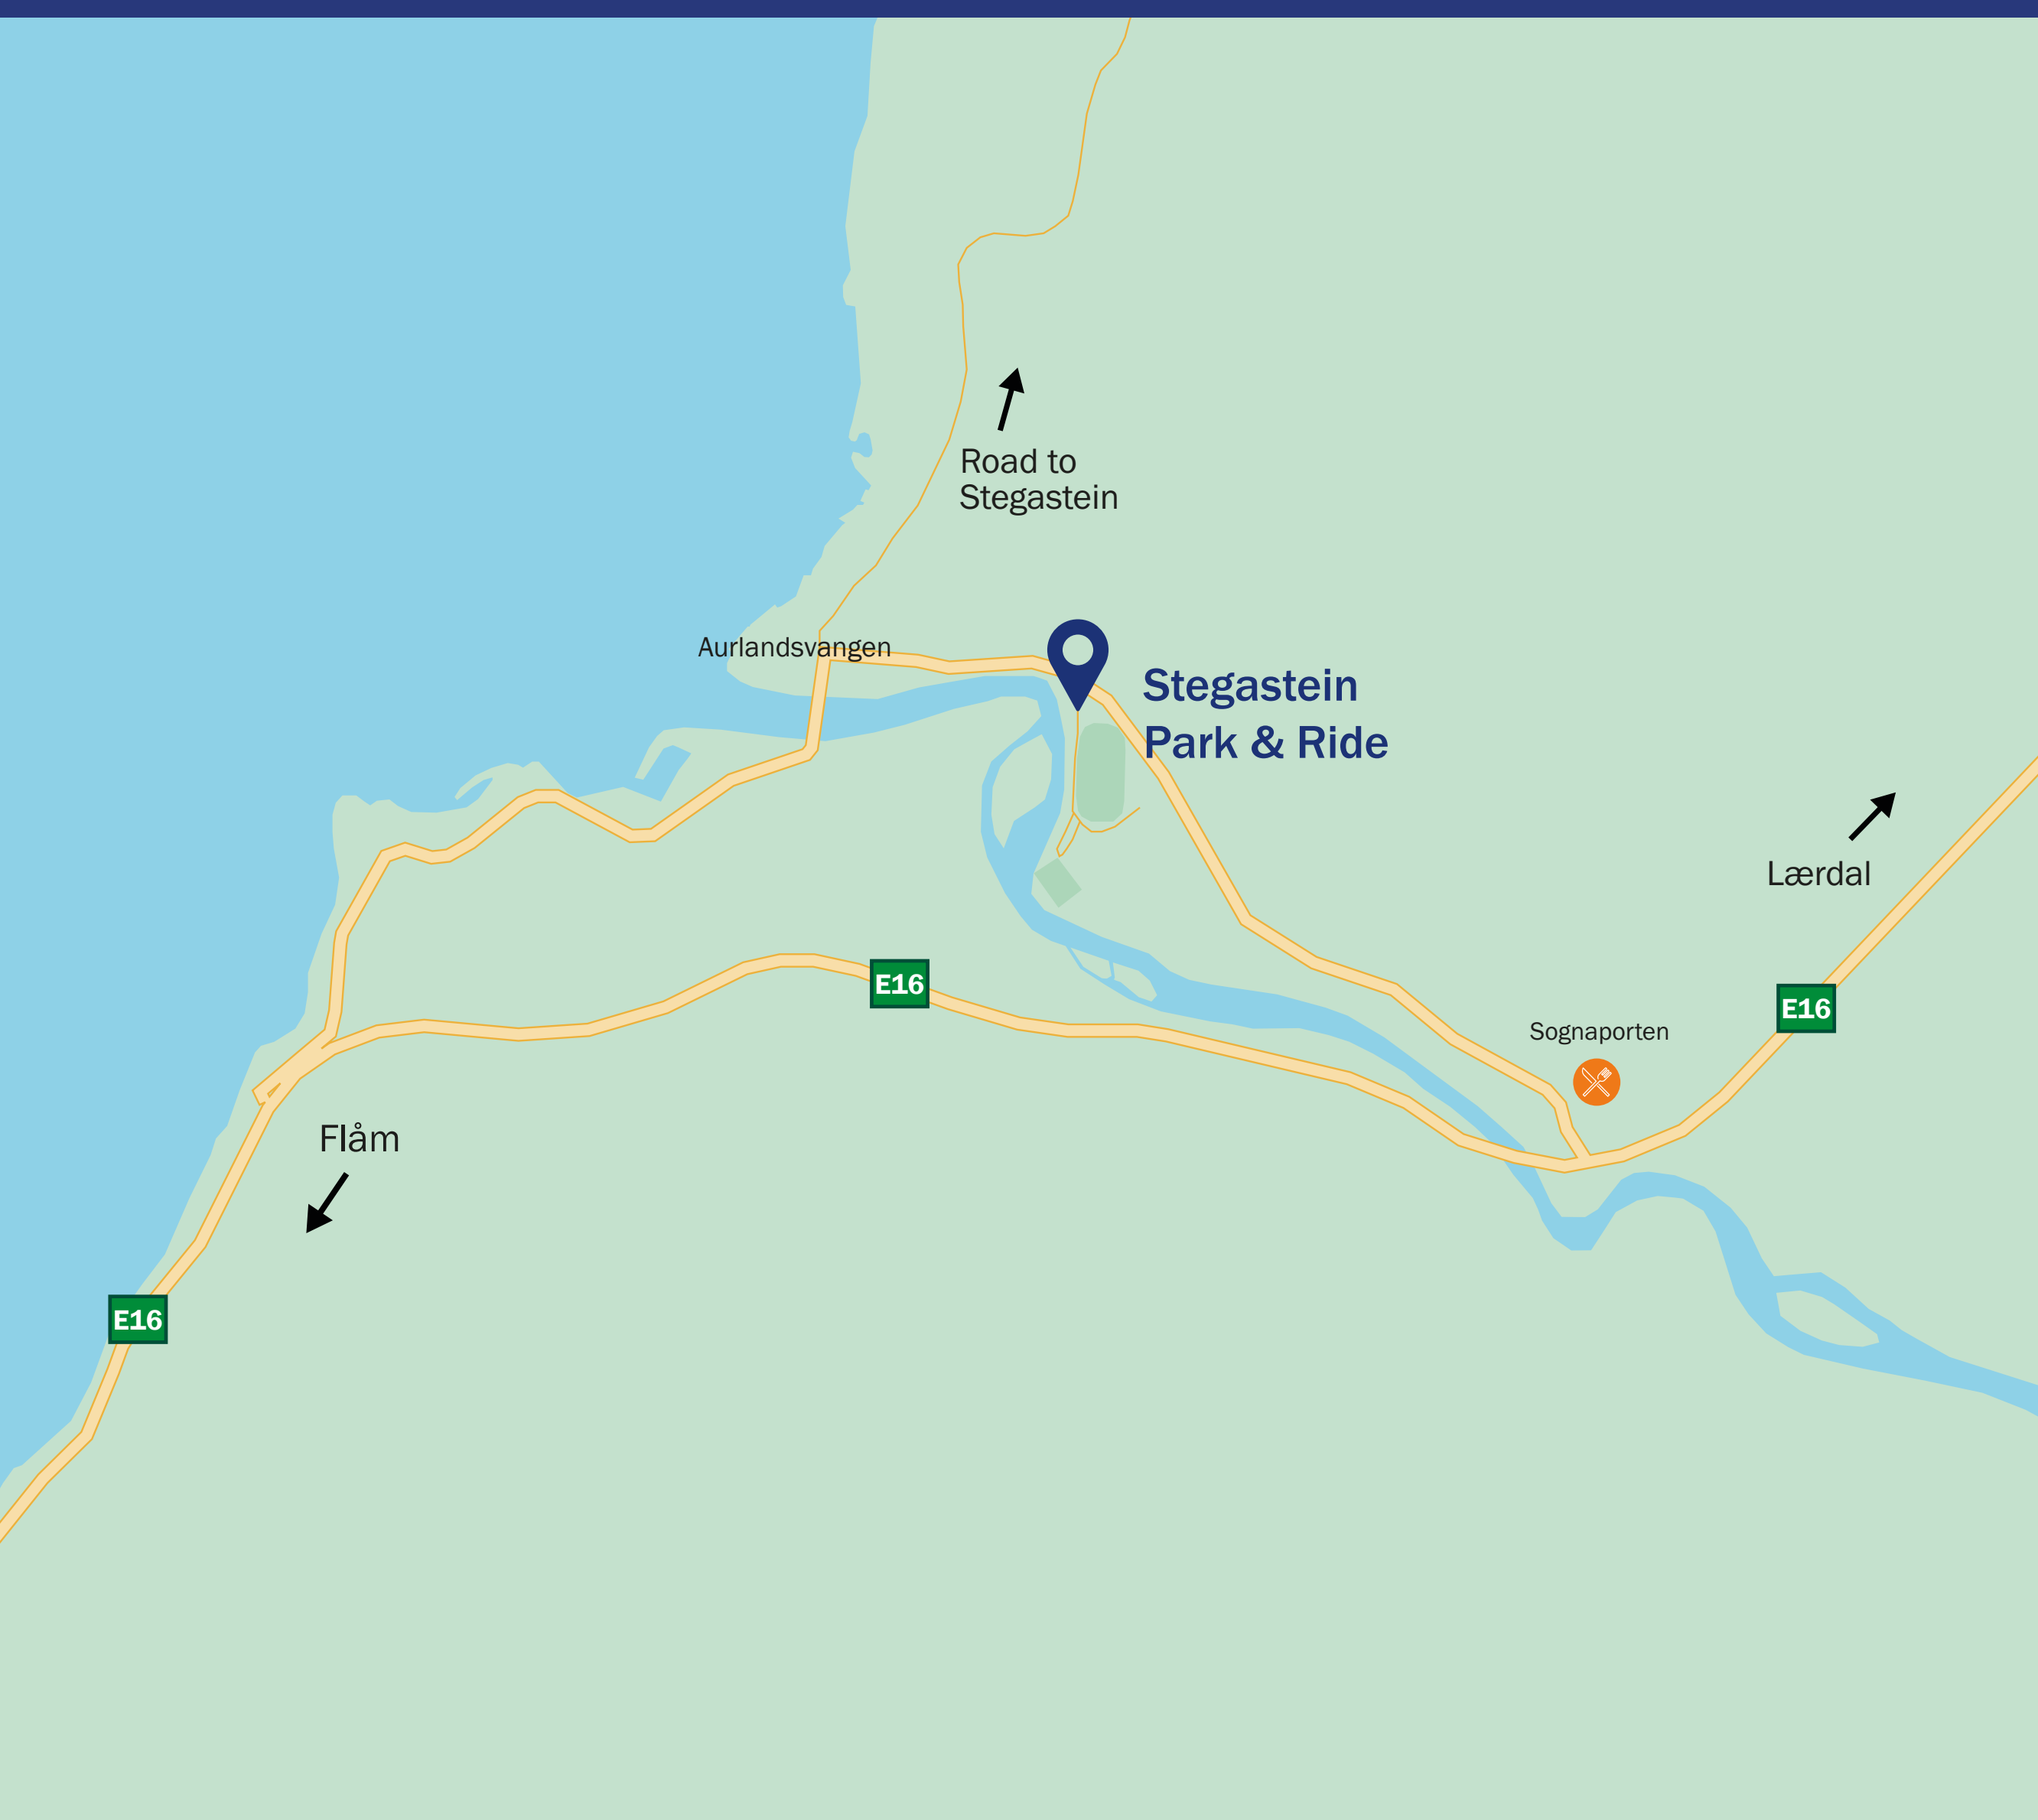 Road to
Stegastein
Aurlandsvangen
Stegastein
Park & Ride
Lærdal
E16
E16
Sognaporten
Flåm
E16